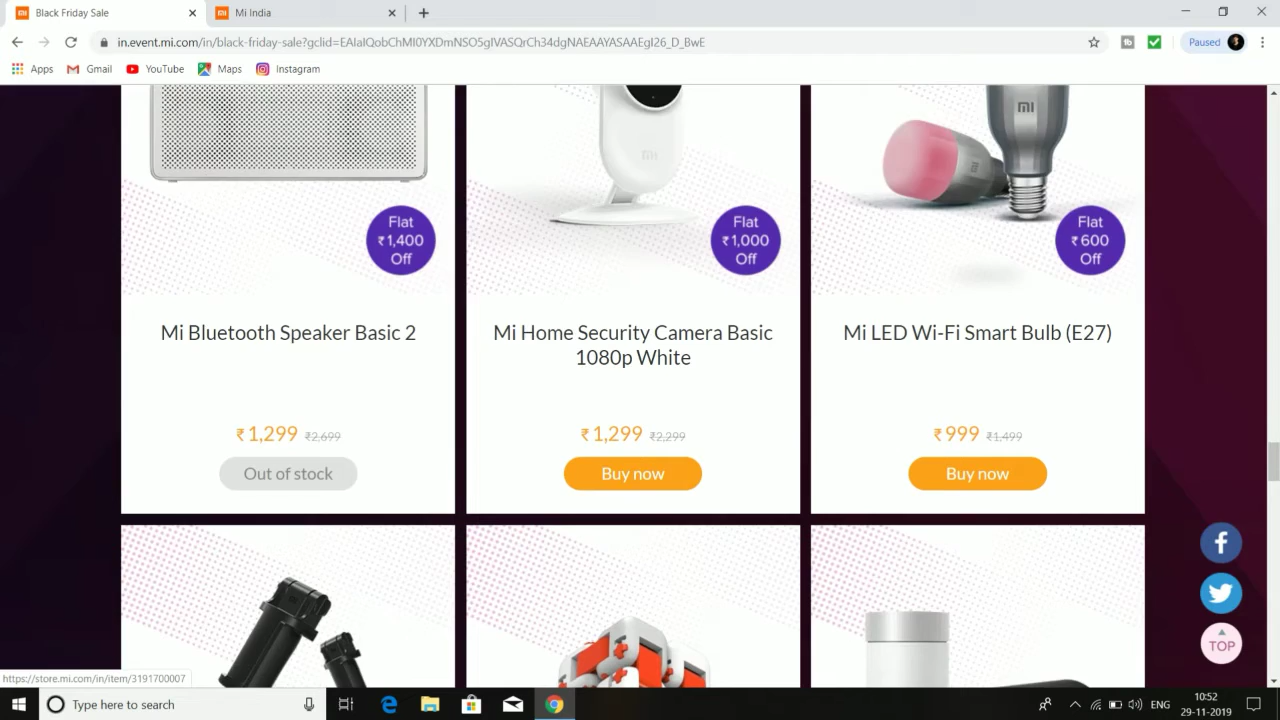 Black Friday Sale
Mi India
in.event.mi.com/in/black-friday-sale?gclid=EAIaIQobChMI0YXDmNSO5gIVASQrCh34dgNAEAAYASAAEgI26_D_BwE
Paused
Apps
Gmail
YouTube
Maps
Instagram
MI
MI
MI
Flat
₹1,400
Off
Flat
₹1,000
Off
Flat
₹600
Off
Mi Bluetooth Speaker Basic 2
Mi Home Security Camera Basic
1080p White
Mi LED Wi-Fi Smart Bulb (E27)
₹1,299 ₹2,699
₹1,299 ₹2,299
₹999 ₹1,499
Out of stock
Buy now
Buy now
TOP
https://store.mi.com/in/item/3191700007
Type here to search
ENG
10:52
29-11-2019